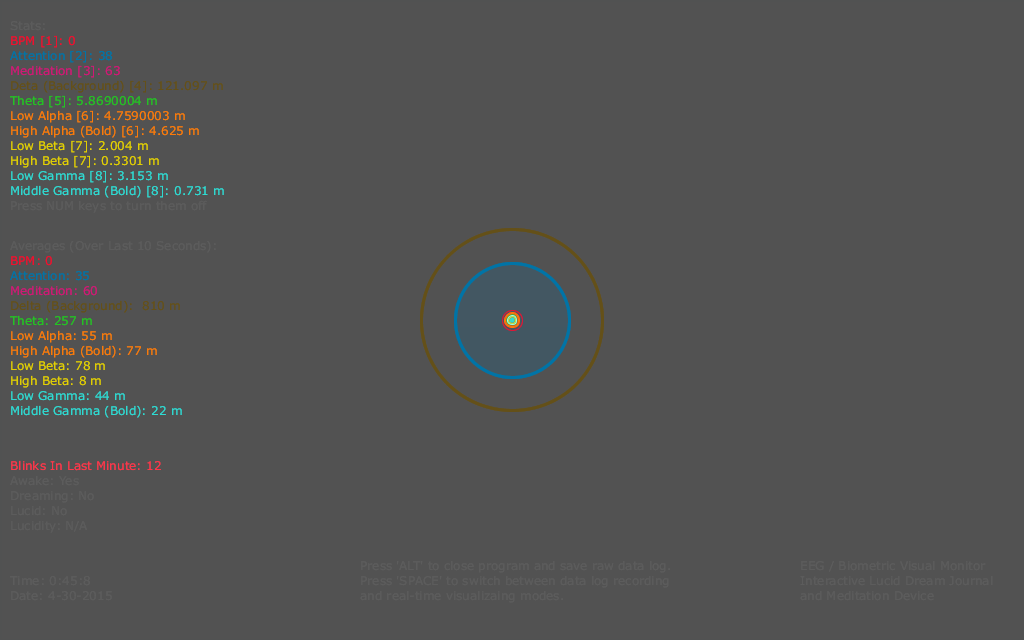 Stats:
BPM [1]: 0
Attention [2]: 38
Meditation [3]: 63
Theta [5]: 5.8690004 m
Low Alpha [6]: 4.7590003 m
High Alpha (Bold) [6]: 4.625 m
Low Beta [7]: 2.004 m
High Beta [7]: 0.3301 m
Low Gamma [8]: 3.153 m
Middle Gamma (Bold) [8]: 0.731 m
Press NUM keys to turn them off
Averages (Over Last 10 Seconds):
BPM: 0
Attention: 39
Meditation: 60
Theta: 257 m
Low Alpha: 55 m
High Alpha (Bold): 77 m
Low Beta: 78 m
High Beta: 8 m
Low Gamma: 44 m
Middle Gamma (Bold): 22 m
Blinks In Last Minute: 12
Awake: Yes
Dreaming: No
Lucid: No
Lucidity: N/A
Time: 0:45:8
Date: 4-30-2015
Press 'ALT' to close program and save raw data log.
Press 'SPACE' to switch between data log recording
and real-time visualizaing modes.
EEG / Biometric Visual Monitor
Interactive Lucid Dream Journal
and Meditation Device